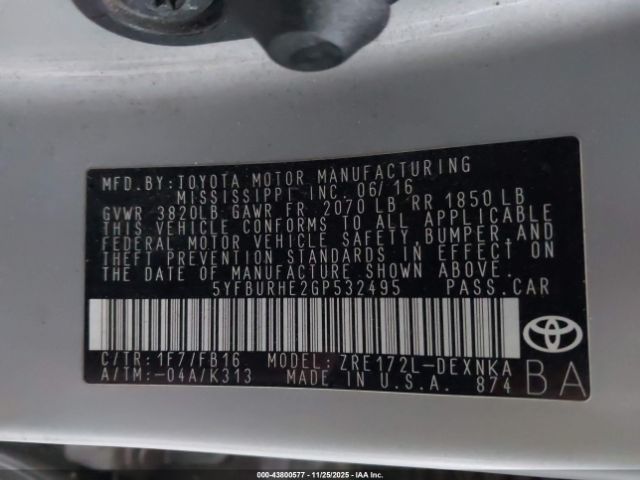 MFD.BY:TOYOTA MOTOR MANUFACTURING
MISSISSIPPI INC. 06/16
GVWR 3820LB GAWR FR 2070 LB RR 1850 LB
THIS VEHICLE CONFORMS TO ALL APPLICABLE
FEDERAL MOTOR VEHICLE SAFETY,BUMPER,AND
THEFT PREVENTION STANDARDS IN EFFECT ON
THE DATE OF MANUFACTURE SHOWN ABOVE.
5YFBURHE2GP532495 PASS.CAR
C/TR:1F7/FB16 MODEL:ZRE172L-DEXNKA
A/TM:-04A/K313 MADE IN U.S.A. 874
BA
000-43800577 — 11/25/2025 — IAA Inc.